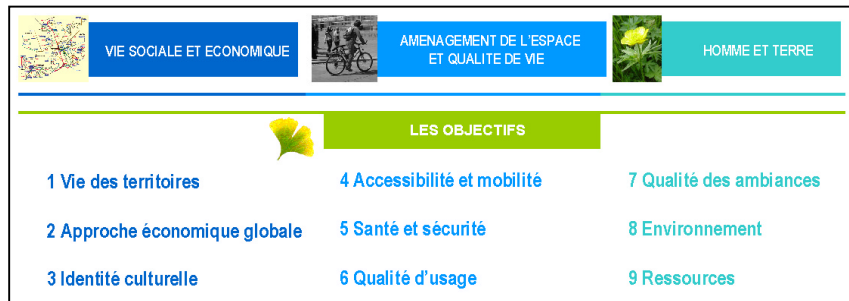 VIE SOCIALE ET ECONOMIQUE
AMENAGEMENT DE L'ESPACE
ET QUALITE DE VIE
HOMME ET TERRE
LES OBJECTIFS
1 Vie des territoires
4 Accessibilité et mobilité
7 Qualité des ambiances
2 Approche économique globale
5 Santé et sécurité
8 Environnement
3 Identité culturelle
6 Qualité d'usage
9 Ressources